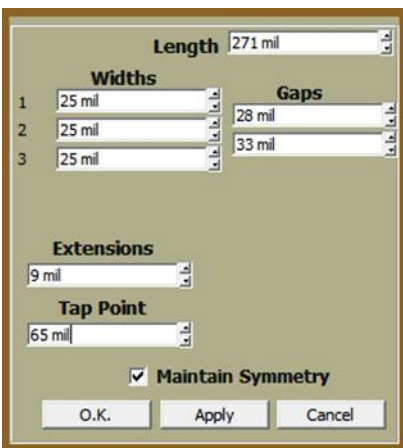 Length 271 mil
Widths
Gaps
1 25 mil
28 mil
2 25 mil
33 mil
3 25 mil
Extensions
9 mil
Tap Point
65 mil
Maintain Symmetry
O.K. Apply Cancel